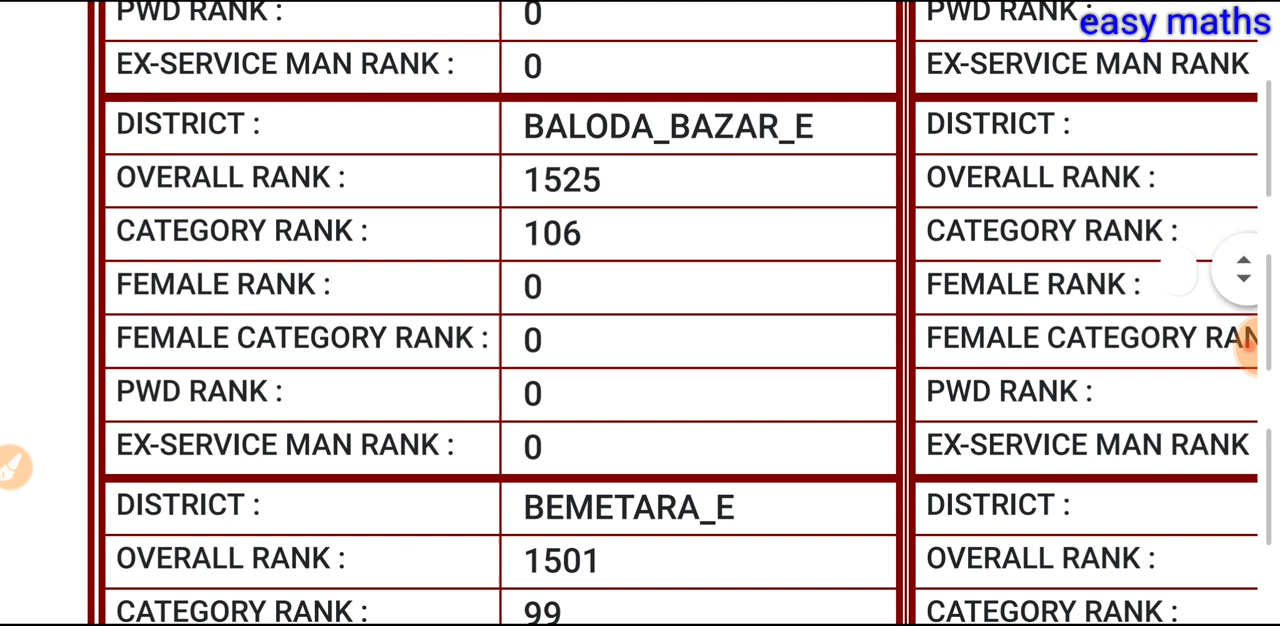 PWD RANK : 0 PWD RANK :
easy maths
EX-SERVICE MAN RANK : 0 EX-SERVICE MAN RANK
DISTRICT : BALODA_BAZAR_E DISTRICT :
OVERALL RANK : 1525 OVERALL RANK :
CATEGORY RANK : 106 CATEGORY RANK :
FEMALE RANK : 0 FEMALE RANK :
FEMALE CATEGORY RANK : 0 FEMALE CATEGORY RAN
PWD RANK : 0 PWD RANK :
EX-SERVICE MAN RANK : 0 EX-SERVICE MAN RANK
DISTRICT : BEMETARA_E DISTRICT :
OVERALL RANK : 1501 OVERALL RANK :
CATEGORY RANK : 99 CATEGORY RANK :